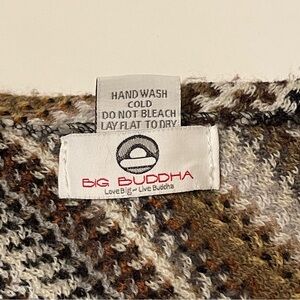 HAND WASH
COLD
DO NOT BLEACH
LAY FLAT TO DRY
BIG BUDDHA
Love Big~Live Buddha